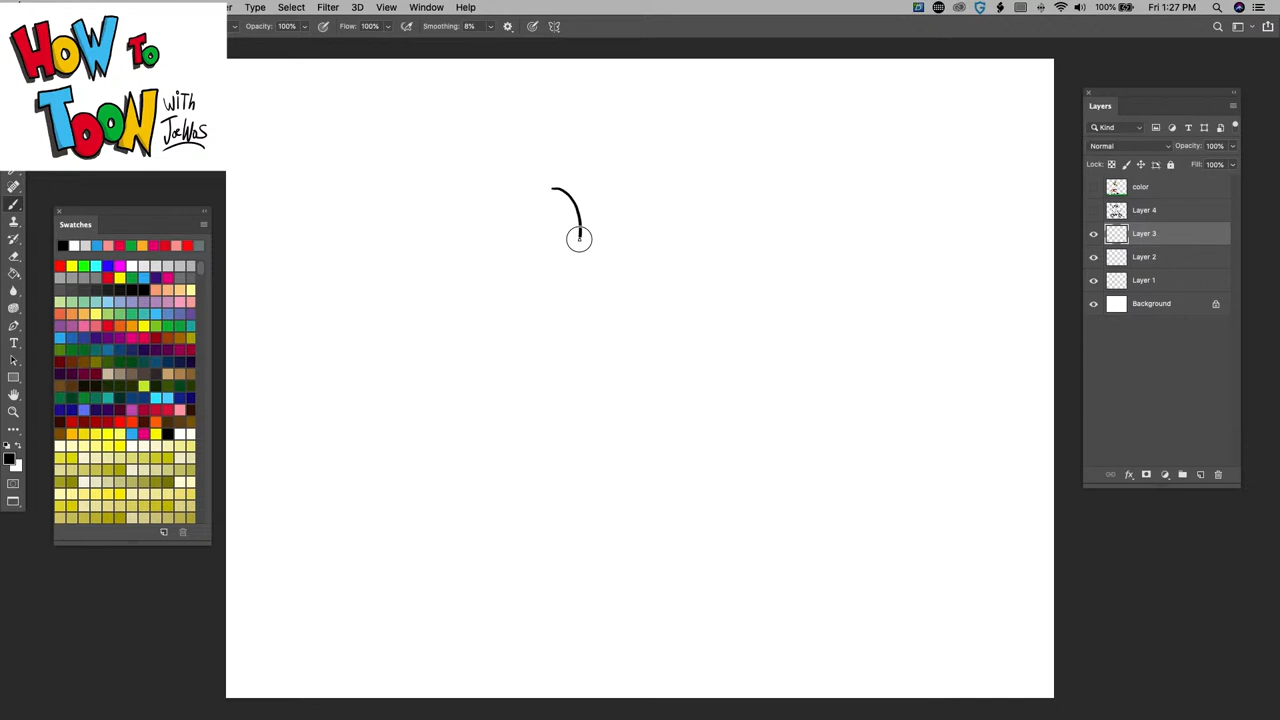 Type Select Filter 3D View Window Help
100% Fri 1:27 PM
Opacity: 100% Flow: 100% Smoothing: 8%
HOW TO
TOON
WITH
JOEWOS
Swatches
Layers
Kind
Normal Opacity: 100%
Lock: Fill: 100%
color
Layer 4
Layer 3
Layer 2
Layer 1
Background
fx